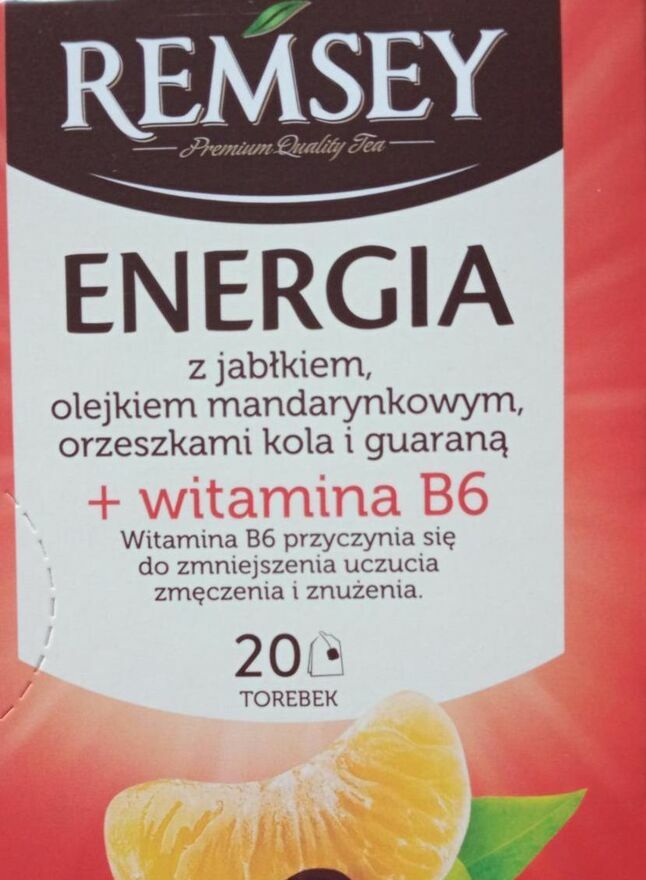 REMSEY
Premium Quality Tea
ENERGIA
z jabłkiem,
olejkiem mandarynkowym,
orzeszkami kola i guaraną
+ witamina B6
Witamina B6 przyczynia się
do zmniejszenia uczucia
zmęczenia i znużenia.
20
TOREBEK